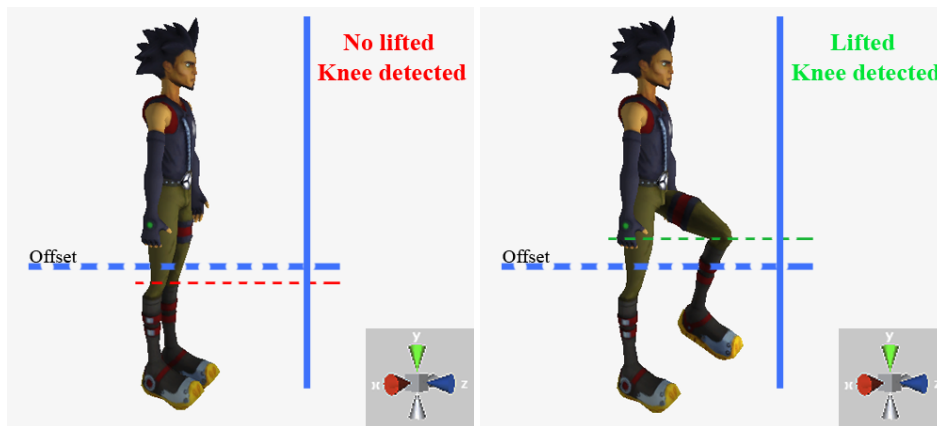 No lifted
Knee detected
Offset
y
x
z
Lifted
Knee detected
Offset
y
x
z